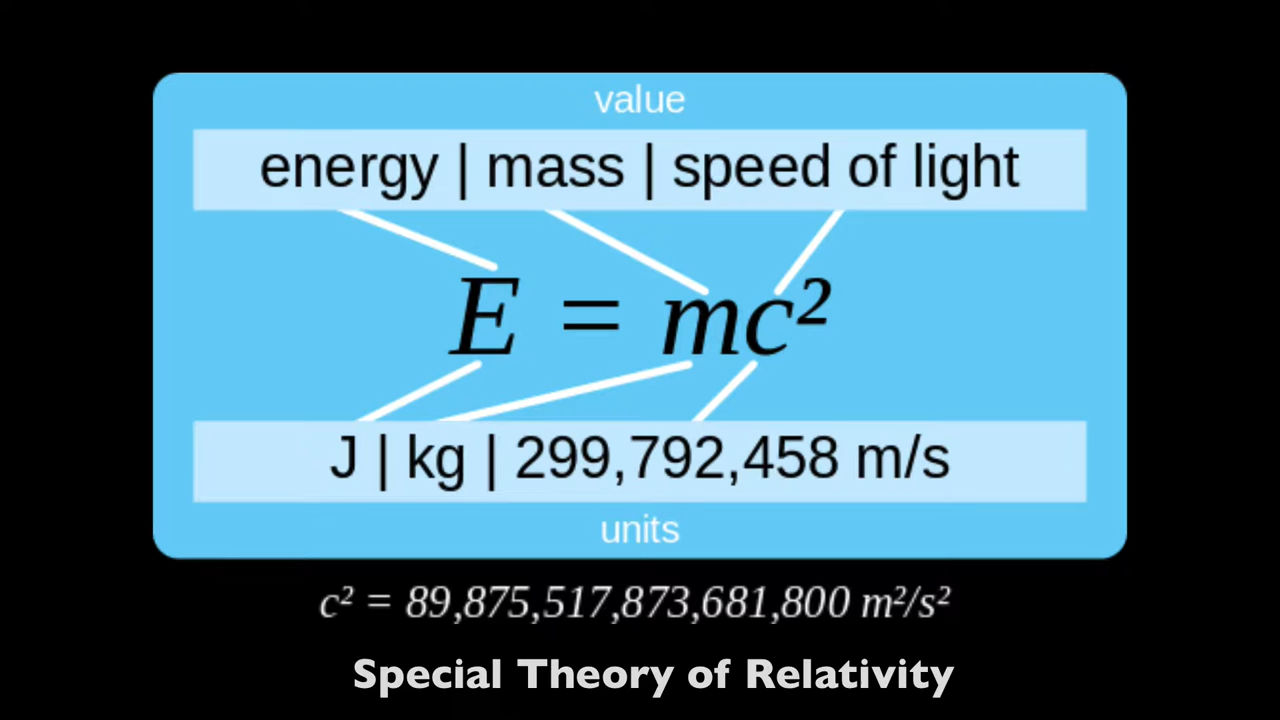 value
energy | mass | speed of light
E = mc²
J | kg | 299,792,458 m/s
units
c² = 89,875,517,873,681,800 m²/s²
Special Theory of Relativity